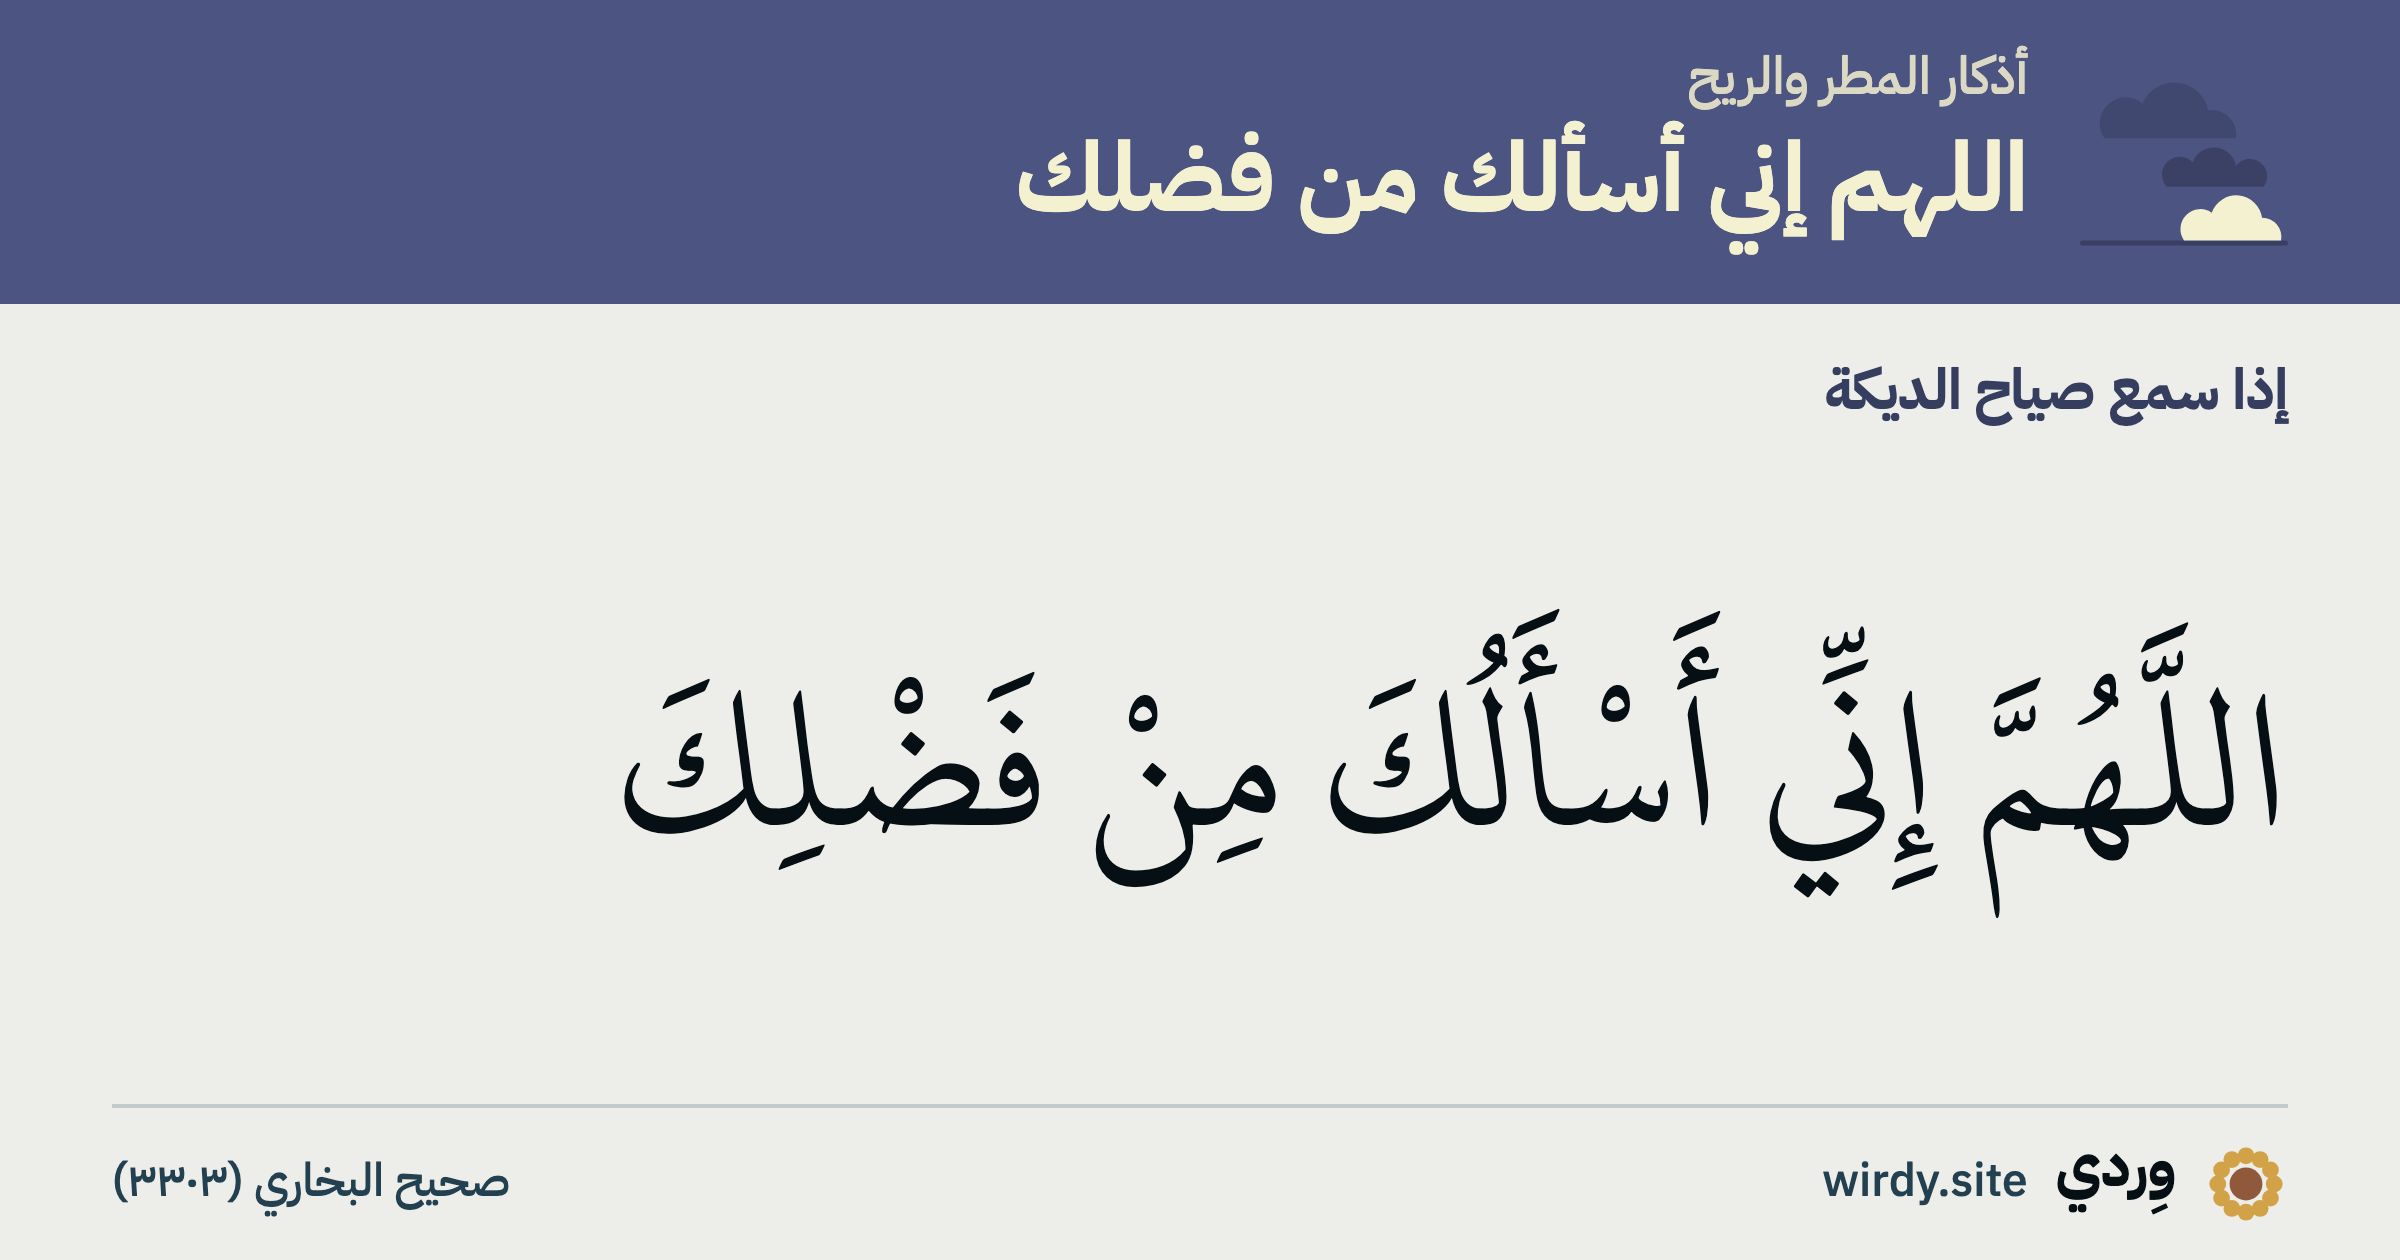 أذكار المطر والريح
اللهم إني أسألك من فضلك
إذا سمع صياح الديكة
اللَّهُمَّ إِنِّي أَسْأَلُكَ مِنْ فَضْلِكَ
وِردي wirdy.site
صحيح البخاري (٣٣٠٣)